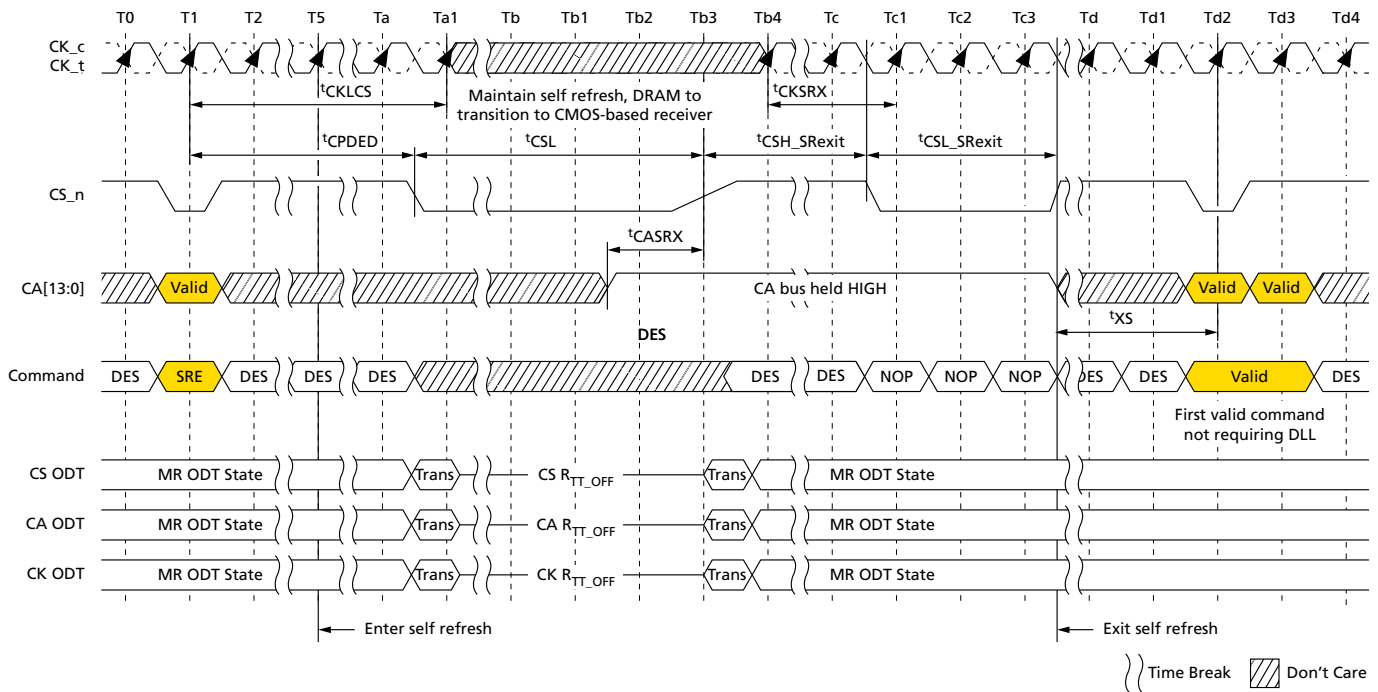 T0 T1 T2 T5 Ta Ta1 Tb Tb1 Tb2 Tb3 Tb4 Tc Tc1 Tc2 Tc3 Td Td1 Td2 Td3 Td4
CK_c
CK_t
tCKLCS
Maintain self refresh, DRAM to
transition to CMOS-based receiver
tCKSRX
tCPDED tCSL tCSH_SRexit tCSL_SRexit
CS_n
tCASRX
CA[13:0] Valid CA bus held HIGH Valid Valid
tXS
DES
Command DES SRE DES DES DES DES DES NOP NOP NOP DES DES Valid DES
First valid command
not requiring DLL
CS ODT MR ODT State Trans CS RTT_OFF Trans MR ODT State
CA ODT MR ODT State Trans CA RTT_OFF Trans MR ODT State
CK ODT MR ODT State Trans CK RTT_OFF Trans MR ODT State
Enter self refresh Exit self refresh
Time Break Don't Care